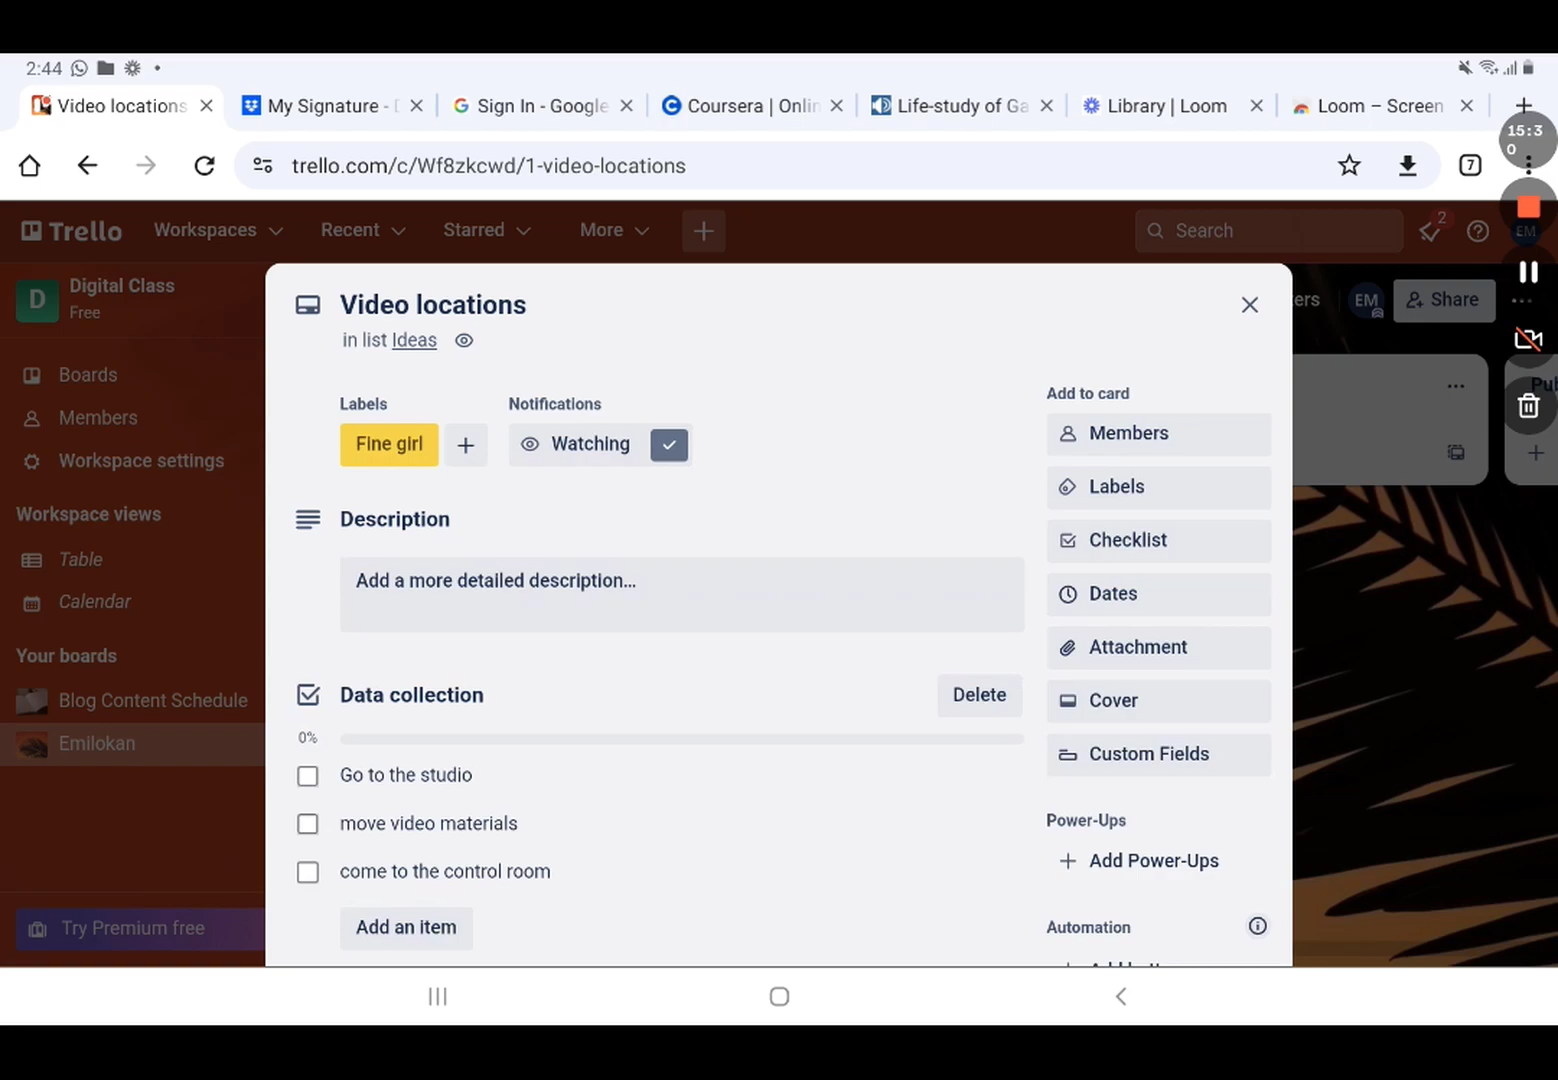 2:44
Video locations
My Signature - D
Sign In - Google
Coursera | Onlin
Life-study of Ga
Library | Loom
Loom – Screen
15:3
0
trello.com/c/Wf8zkcwd/1-video-locations
7
Trello
Workspaces
Recent
Starred
More
Search
2
EM
D
Digital Class
Free
Boards
Members
Workspace settings
Workspace views
Table
Calendar
Your boards
Blog Content Schedule
Emilokan
Try Premium free
Video locations
in list Ideas
Labels
Notifications
Fine girl
Watching
Description
Add a more detailed description...
Data collection
Delete
0%
Go to the studio
move video materials
come to the control room
Add an item
Add to card
Members
Labels
Checklist
Dates
Attachment
Cover
Custom Fields
Power-Ups
Add Power-Ups
Automation
ters
EM
Share
Pub